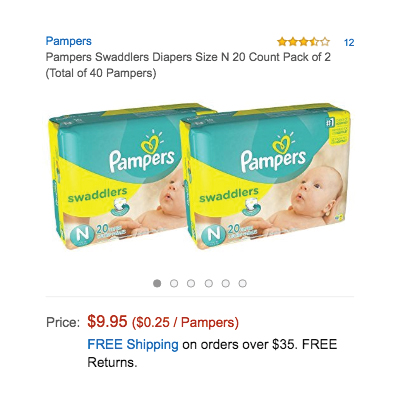 Pampers 12
Pampers Swaddlers Diapers Size N 20 Count Pack of 2
(Total of 40 Pampers)
Pampers Pampers
swaddlers swaddlers
N 20 N 20
Price: $9.95 ($0.25 / Pampers)
FREE Shipping on orders over $35. FREE
Returns.